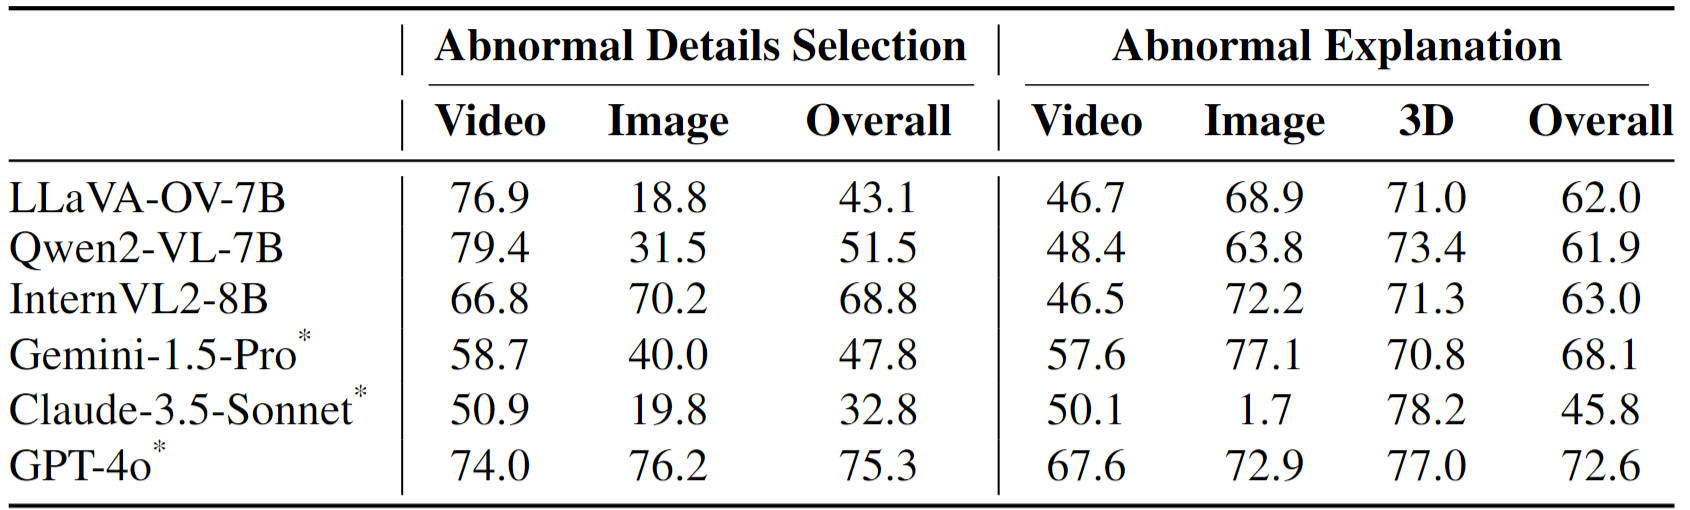 Abnormal Details Selection Abnormal Explanation
Video Image Overall Video Image 3D Overall
LLaVA-OV-7B 76.9 18.8 43.1 46.7 68.9 71.0 62.0
Qwen2-VL-7B 79.4 31.5 51.5 48.4 63.8 73.4 61.9
InternVL2-8B 66.8 70.2 68.8 46.5 72.2 71.3 63.0
Gemini-1.5-Pro* 58.7 40.0 47.8 57.6 77.1 70.8 68.1
Claude-3.5-Sonnet* 50.9 19.8 32.8 50.1 1.7 78.2 45.8
GPT-4o* 74.0 76.2 75.3 67.6 72.9 77.0 72.6